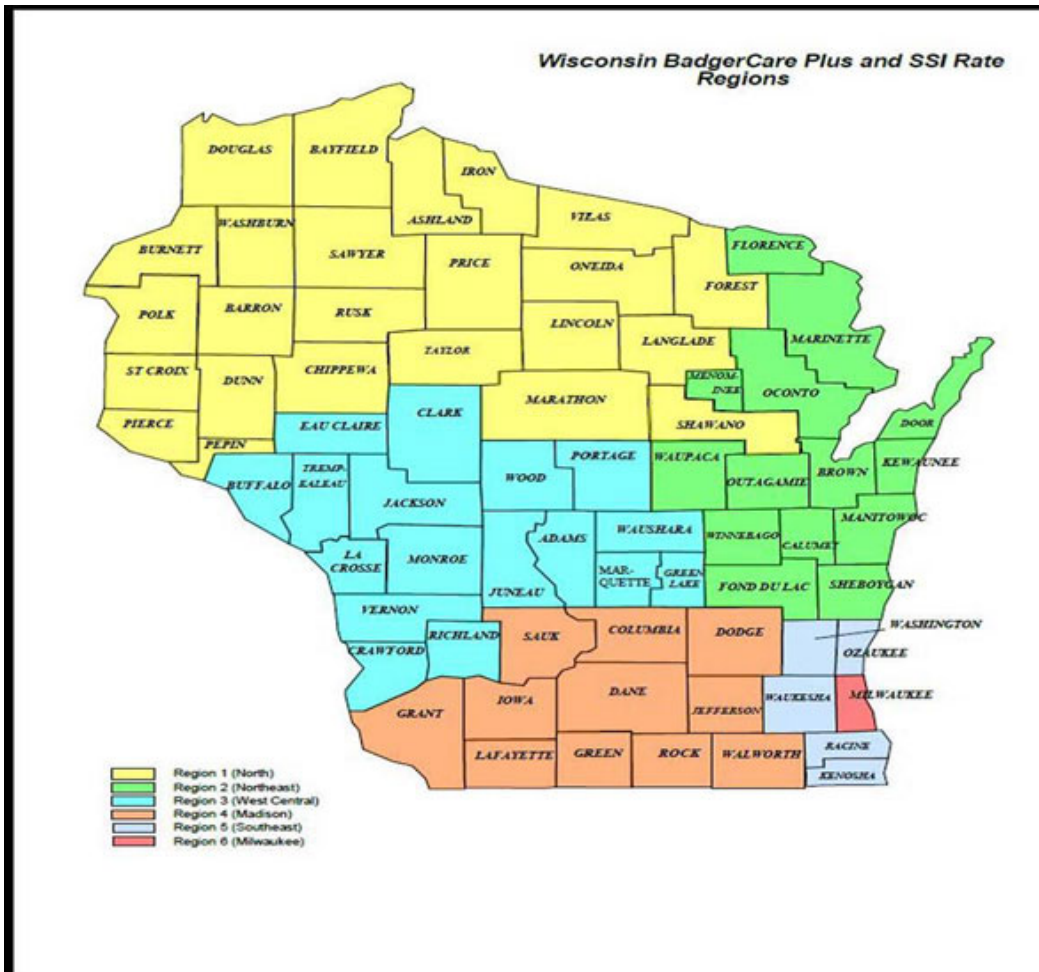 Wisconsin BadgerCare Plus and SSI Rate
Regions
DOUGLAS
BAYFIELD
IRON
ASHLAND
VILAS
WASHBURN
BURNETT
SAWYER
PRICE
ONEIDA
FLORENCE
FOREST
POLK
BARRON
RUSK
LINCOLN
MARINETTE
LANGLADE
TAYLOR
ST CROIX
DUNN
CHIPPEWA
MENOM-
INEE
OCONTO
MARATHON
CLARK
PIERCE
EAU CLAIRE
SHAWANO
DOOR
PEPIN
PORTAGE
WAUPACA
KEWAUNEE
BROWN
WOOD
OUTAGAMIE
BUFFALO
TREMP-
EALEAU
JACKSON
MANITOWOC
WAUSHARA
ADAMS
WINNEBAGO
CALUMET
LA
CROSSE
MONROE
MAR-
QUETTE
GREEN
LAKE
JUNEAU
FOND DU LAC
SHEBOYGAN
VERNON
WASHINGTON
RICHLAND
SAUK
COLUMBIA
DODGE
OZAUKEE
CRAWFORD
DANE
IOWA
WAUKESHA
MILWAUKEE
JEFFERSON
GRANT
LAFAYETTE
GREEN
ROCK
WALWORTH
RACINE
KENOSHA
Region 1 (North)
Region 2 (Northeast)
Region 3 (West Central)
Region 4 (Madison)
Region 5 (Southeast)
Region 6 (Milwaukee)